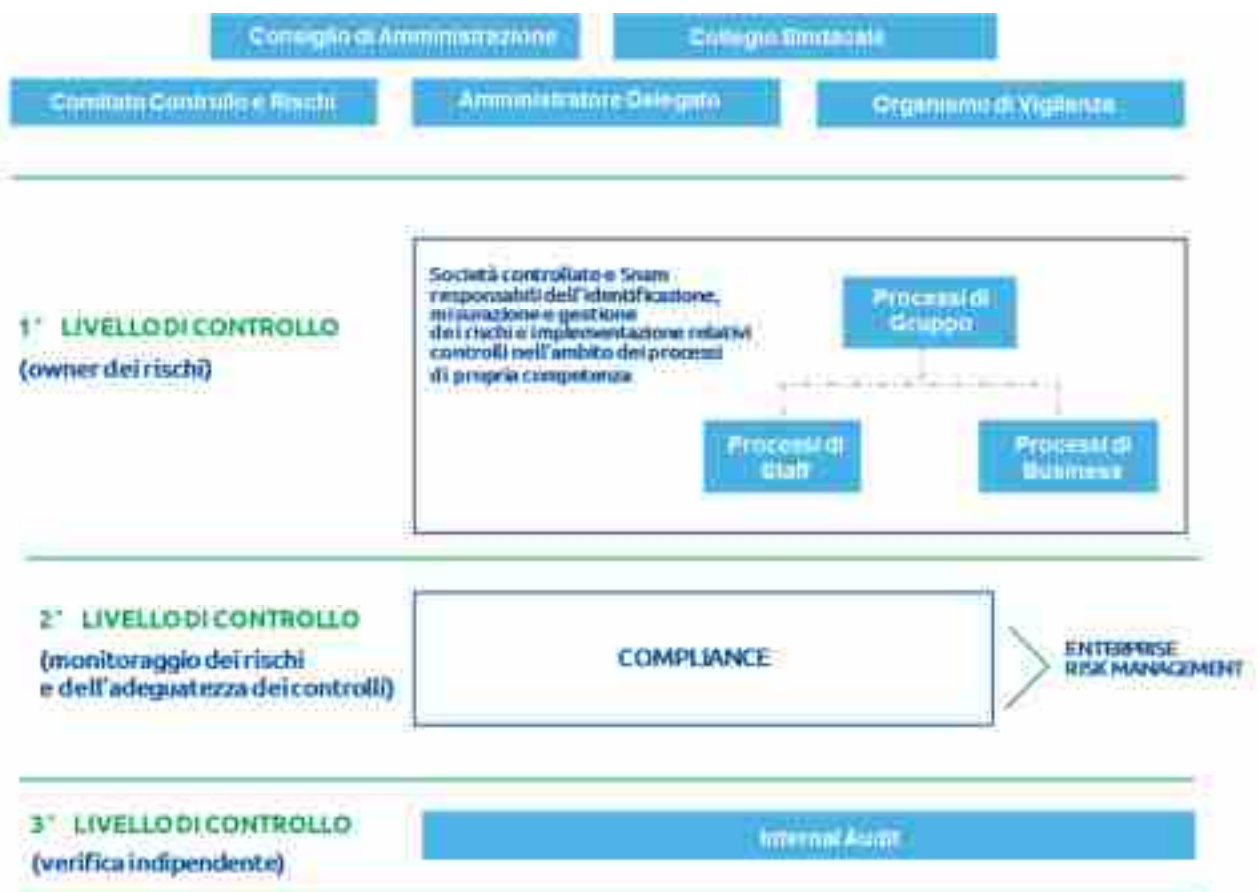 Consiglio di Amministrazione
Collegio Sindacale
Comitato Controllo e Rischi
Amministratore Delegato
Organismo di Vigilanza
1° LIVELLO DI CONTROLLO
(owner dei rischi)
Società controllate e Snam
responsabili dell'identificazione,
misurazione e gestione
dei rischi e implementazione relativi
controlli nell'ambito dei processi
di propria competenza
Processi di
Gruppo
Processi di
Staff
Processi di
Business
2° LIVELLO DI CONTROLLO
(monitoraggio dei rischi
e dell'adeguatezza dei controlli)
COMPLIANCE
ENTERPRISE
RISK MANAGEMENT
3° LIVELLO DI CONTROLLO
(verifica indipendente)
Internal Audit